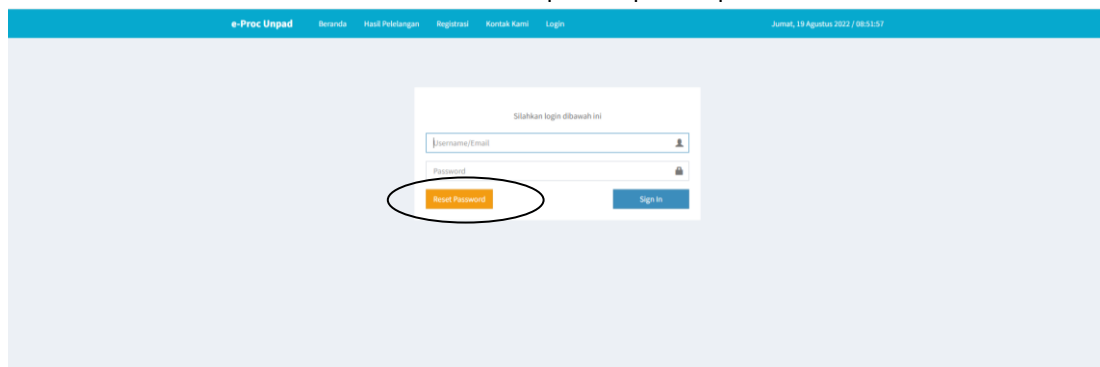 e-Proc Unpad Beranda Hasil Pelelangan Registrasi Kontak Kami Login Jumat, 19 Agustus 2022 / 08:51:57
Silahkan login dibawah ini
Username/Email
Password
Reset Password Sign In